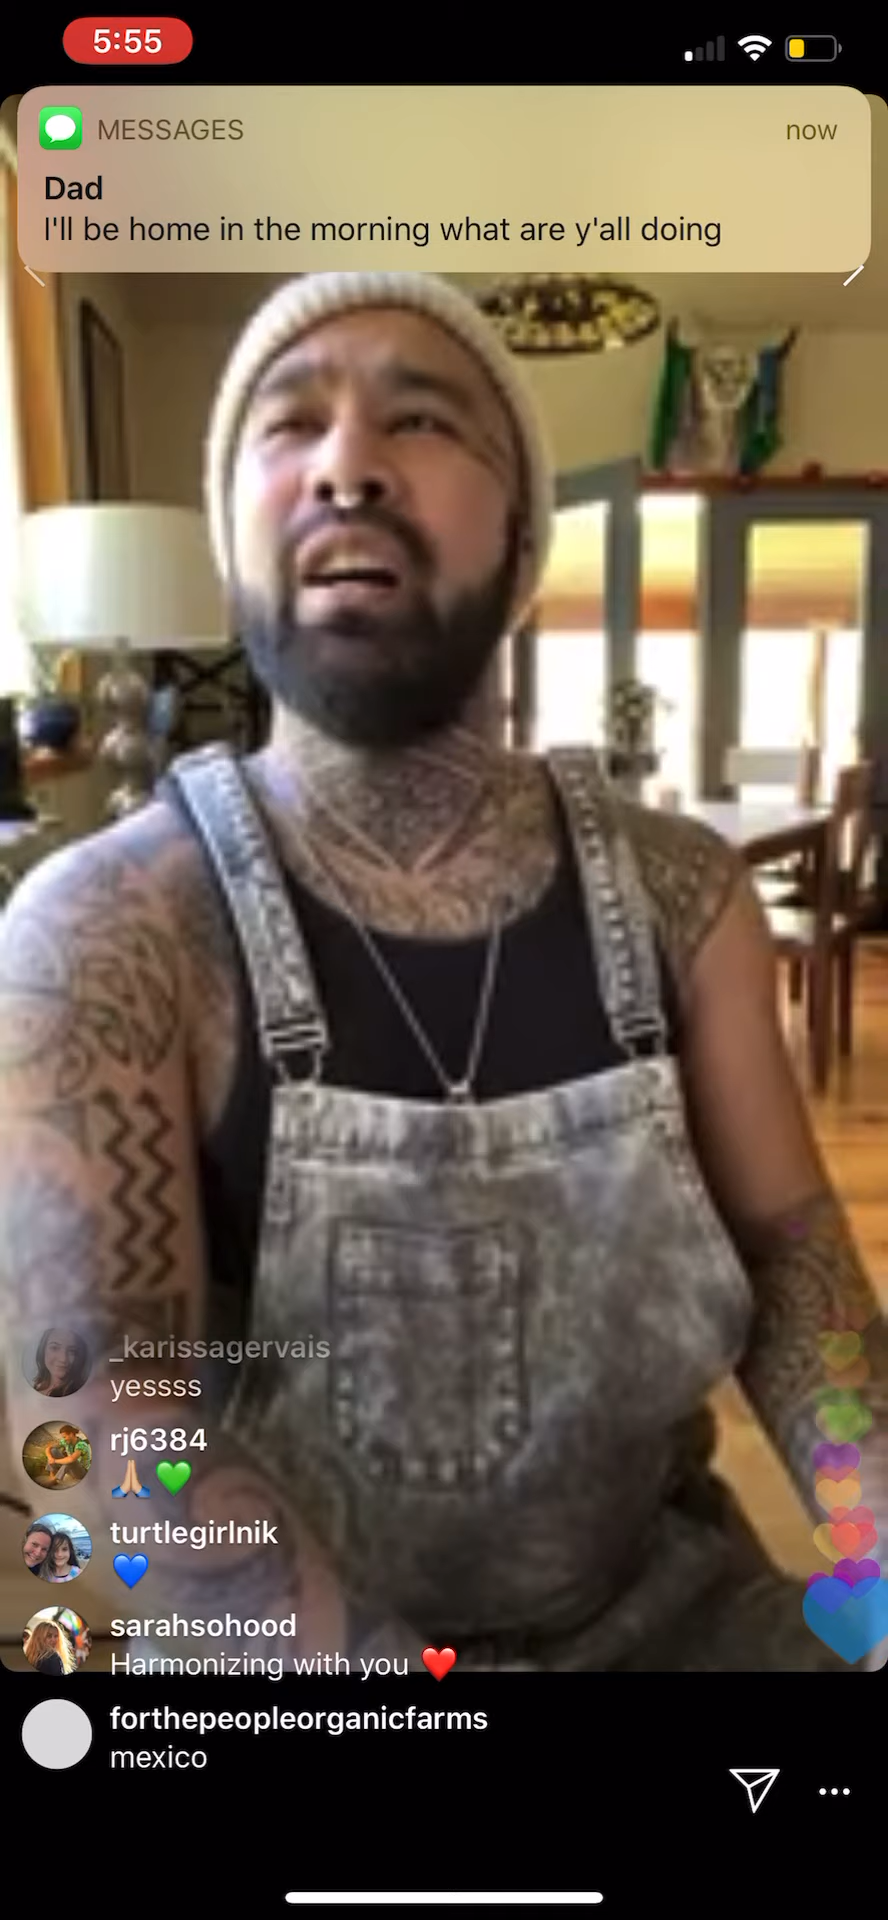 5:55
MESSAGES
now
Dad
I'll be home in the morning what are y'all doing
_karissagervais
yessss
rj6384
🙏🏼💚
turtlegirlnik
💙
sarahsohood
Harmonizing with you ❤️
forthepeopleorganicfarms
mexico